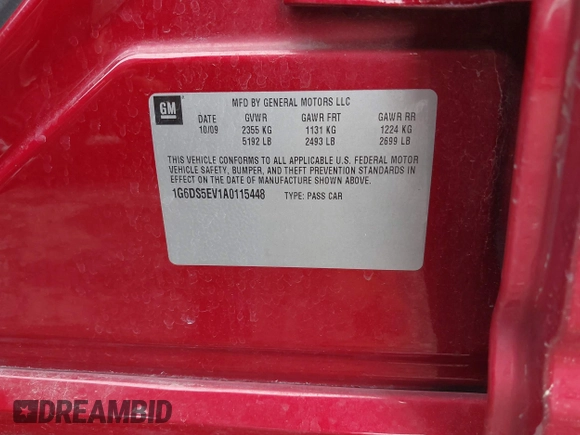 GM
MFD BY GENERAL MOTORS LLC
DATE GVWR GAWR FRT GAWR RR
10/09 2355 KG 1131 KG 1224 KG
5192 LB 2493 LB 2699 LB
THIS VEHICLE CONFORMS TO ALL APPLICABLE U.S. FEDERAL MOTOR
VEHICLE SAFETY, BUMPER, AND THEFT PREVENTION STANDARDS IN
EFFECT ON THE DATE OF MANUFACTURE SHOWN ABOVE.
1G6DS5EV1A0115448 TYPE: PASS CAR
DREAMBID